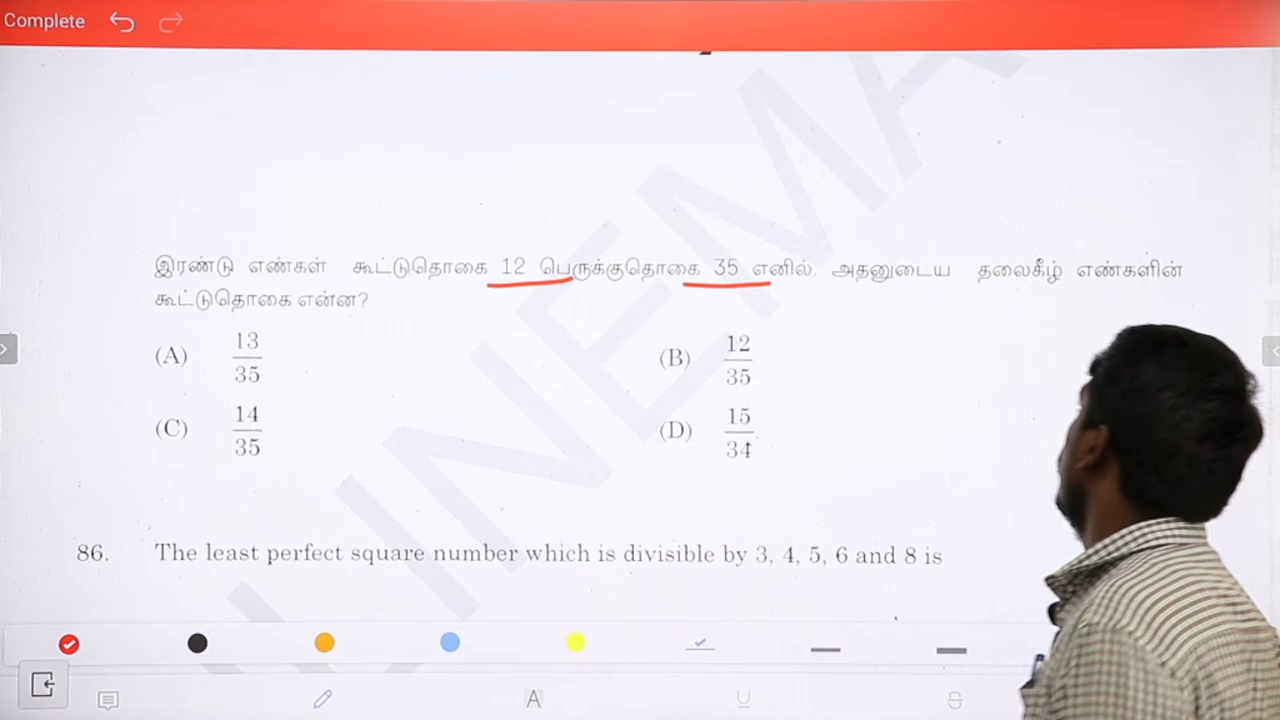 Complete
இரண்டு எண்கள் கூட்டுதொகை 12 பெருக்குதொகை 35 எனில். அதனுடைய தலைகீழ் எண்களின்
கூட்டுதொகை என்ன?
(A) 13/35 (B) 12/35
(C) 14/35 (D) 15/34
86. The least perfect square number which is divisible by 3, 4, 5, 6 and 8 is
A U S